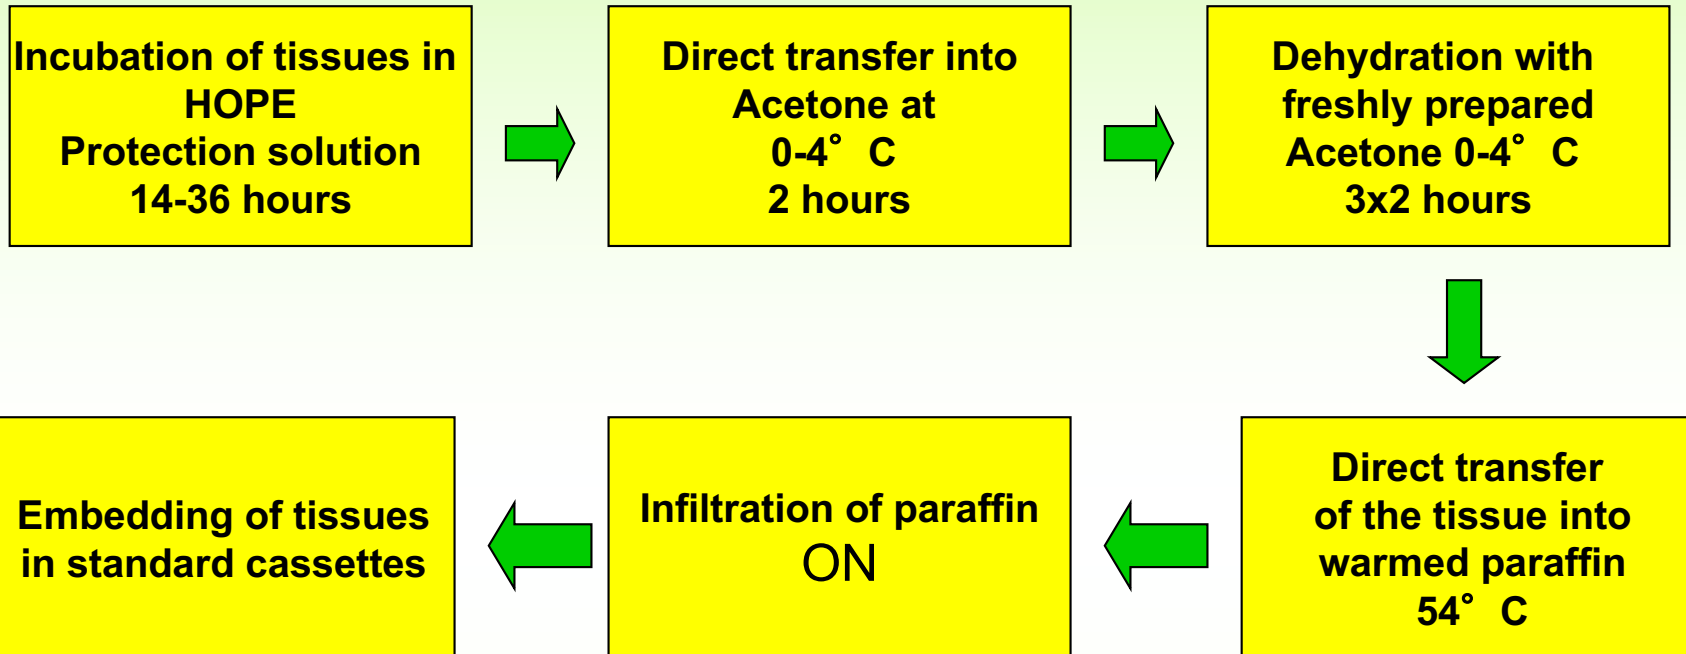 Incubation of tissues in
HOPE
Protection solution
14-36 hours
Direct transfer into
Acetone at
0-4° C
2 hours
Dehydration with
freshly prepared
Acetone 0-4° C
3x2 hours
Direct transfer
of the tissue into
warmed paraffin
54° C
Infiltration of paraffin
ON
Embedding of tissues
in standard cassettes